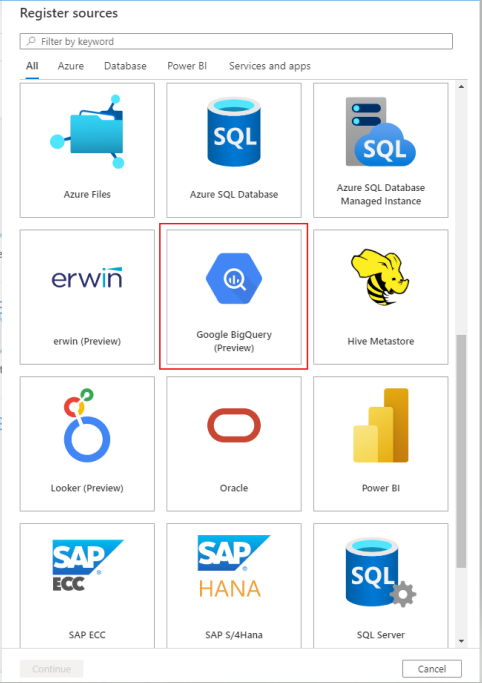 Register sources
Filter by keyword
All Azure Database Power BI Services and apps
SQL
SQL
Azure Files
Azure SQL Database
Azure SQL Database
Managed Instance
erwin
erwin (Preview)
Google BigQuery
(Preview)
Hive Metastore
Looker (Preview)
Oracle
Power BI
SAP
ECC
SAP
HANA
SQL
SAP ECC
SAP S/4Hana
SQL Server
Continue
Cancel